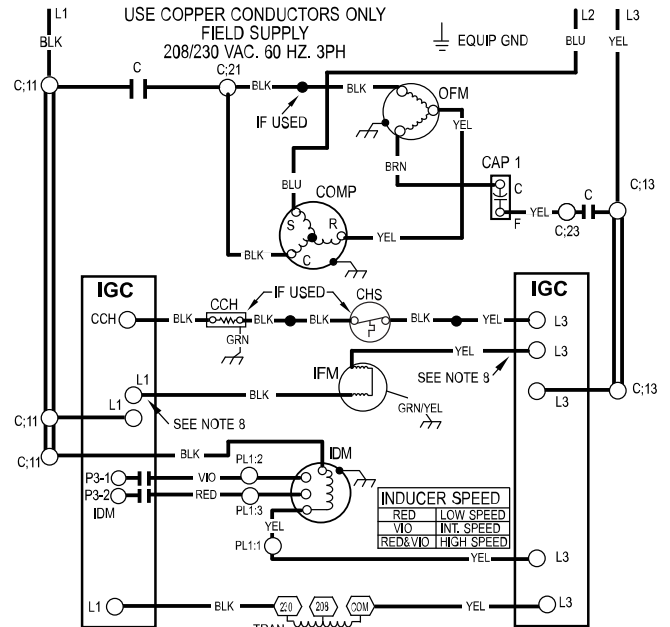 USE COPPER CONDUCTORS ONLY
FIELD SUPPLY
208/230 VAC. 60 HZ. 3PH
L1
BLK
EQUIP GND
L2
BLU
L3
YEL
C;11
C
C;21
BLK
BLK
IF USED
OFM
YEL
BRN
CAP 1
C
F
YEL
C;23
C
C;13
BLU
COMP
S
R
C
YEL
BLK
IGC
IGC
CCH
BLK
CCH
BLK
IF USED
BLK
CHS
BLK
YEL
L3
GRN
YEL
L3
SEE NOTE 8
L1
BLK
IFM
GRN/YEL
L3
C;13
C;11
L1
SEE NOTE 8
C;11
BLK
IDM
P3-1
VIO
PL1:2
P3-2
RED
PL1:3
IDM
YEL
PL1:1
INDUCER SPEED
RED LOW SPEED
VIO INT. SPEED
RED&VIO HIGH SPEED
YEL
L3
L1
BLK
230
208
COM
YEL
L3
TRAN